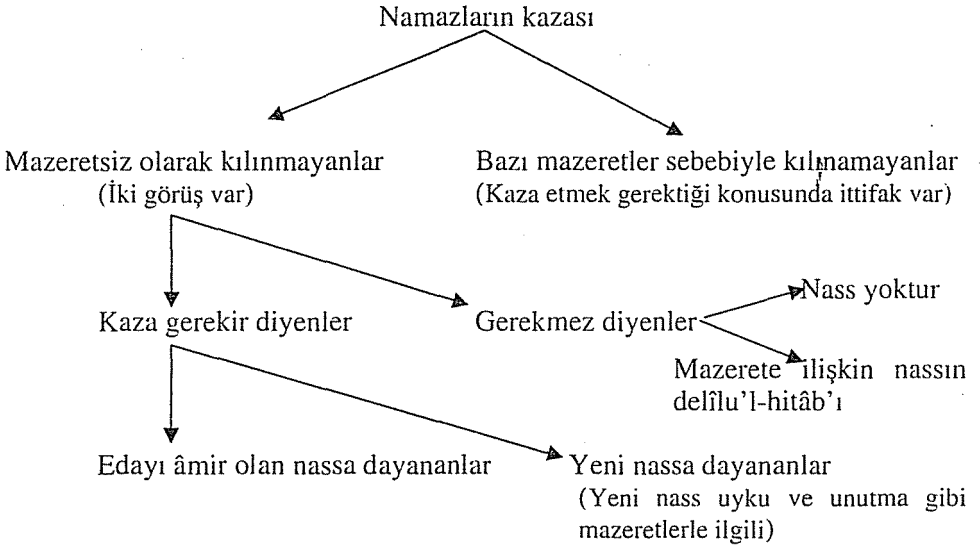 Namazların kazası
Mazeretsiz olarak kılınmayanlar
(İki görüş var)
Bazı mazeretler sebebiyle kılınamayanlar
(Kaza etmek gerektiği konusunda ittifak var)
Kaza gerekir diyenler
Gerekmez diyenler
Nass yoktur
Mazerete ilişkin nassın
delîlu'l-hitâb'ı
Edayı âmir olan nassa dayananlar
Yeni nassa dayananlar
(Yeni nass uyku ve unutma gibi
mazeretlerle ilgili)